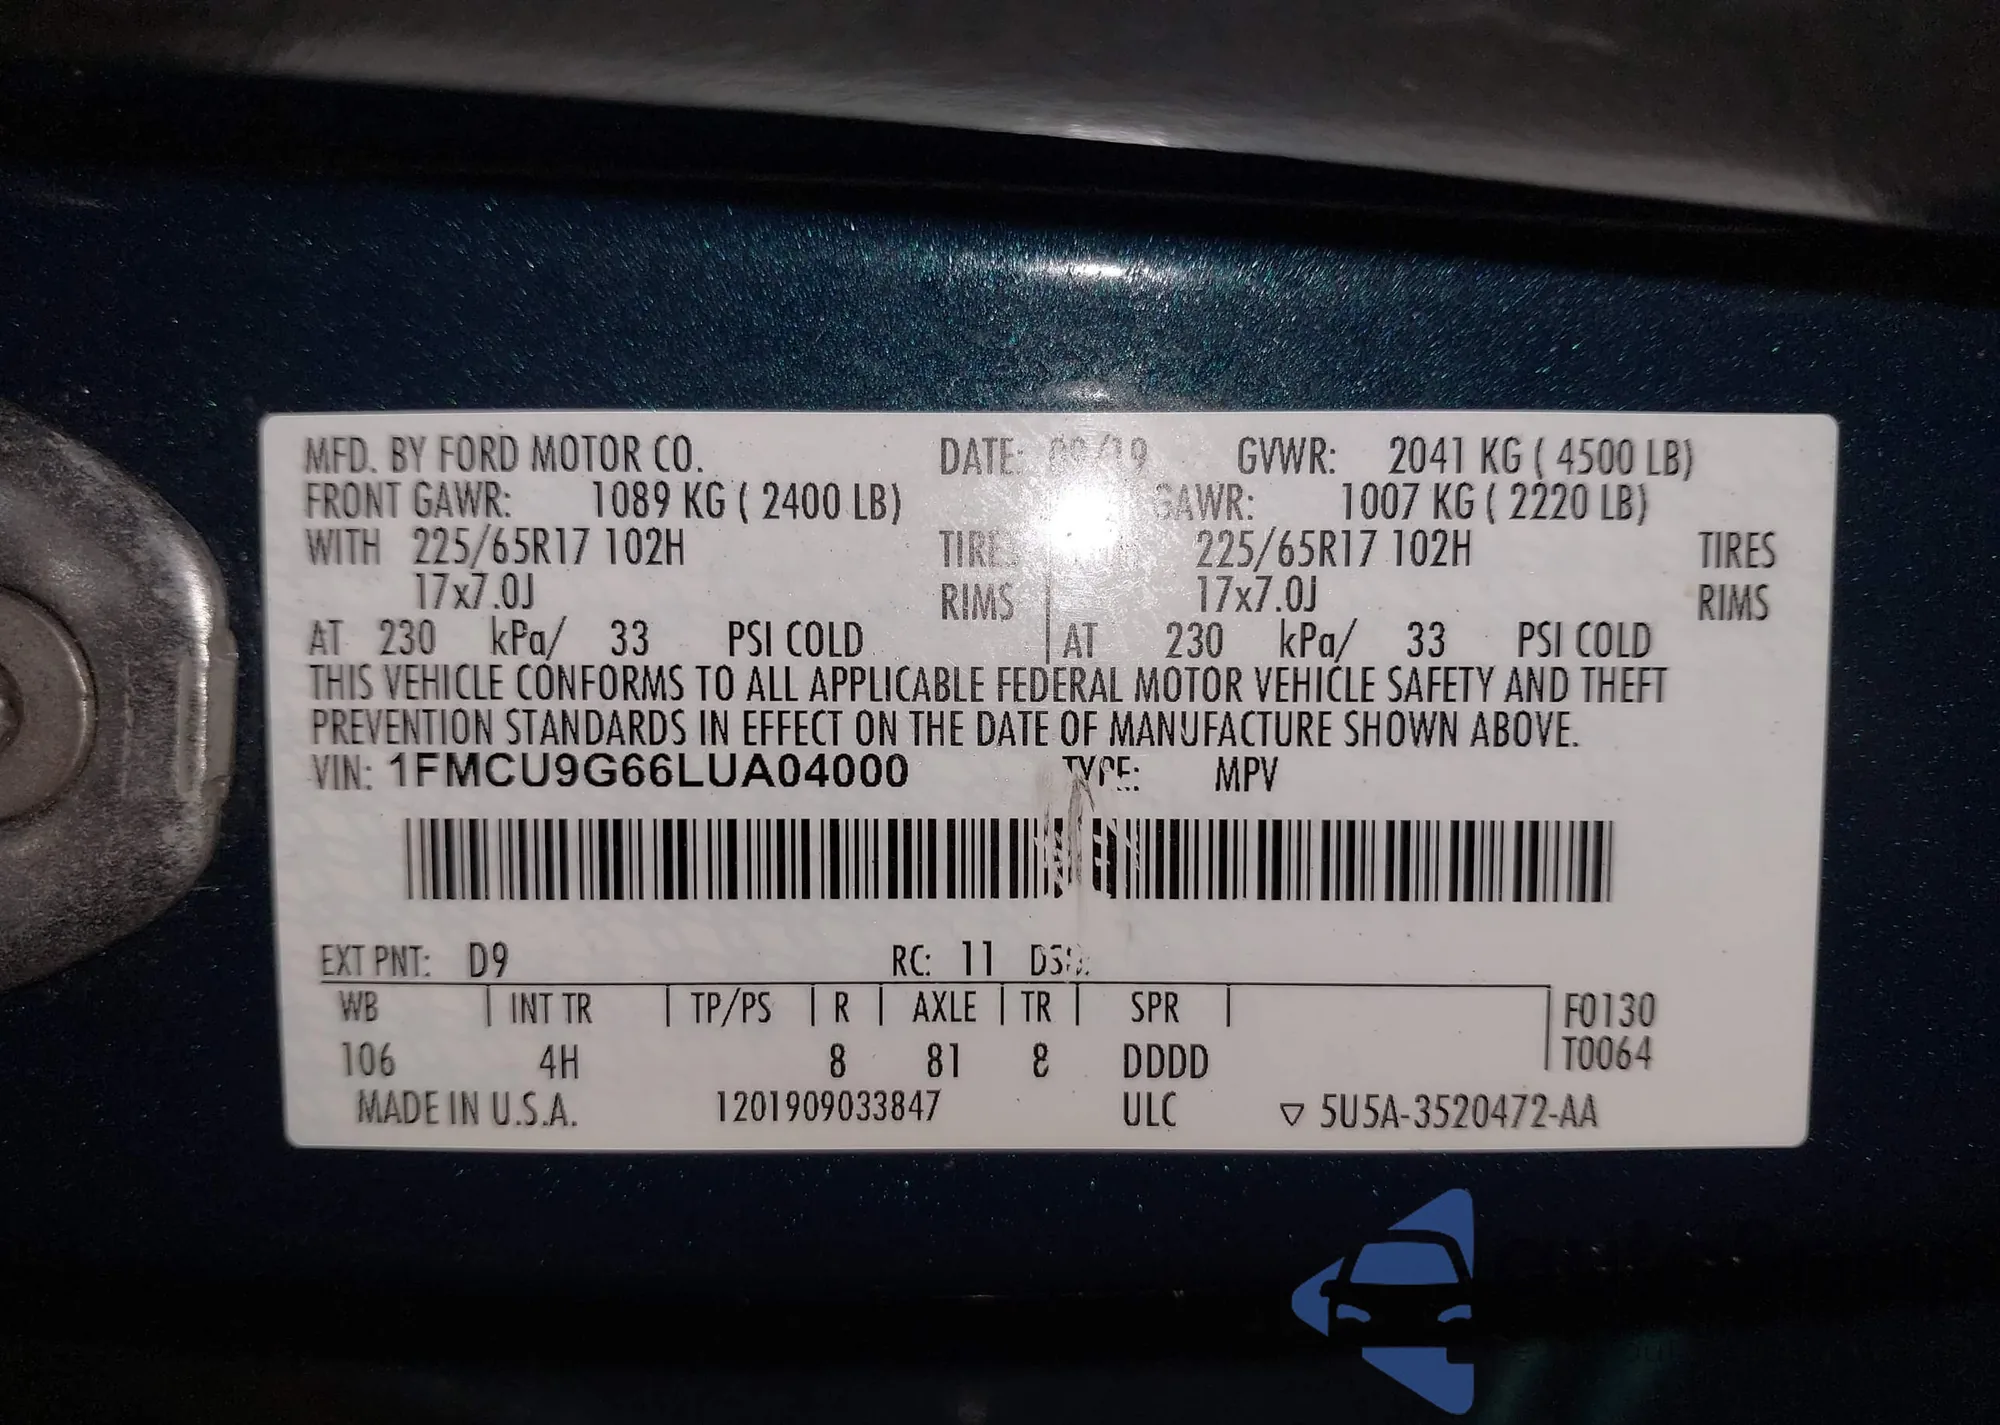 MFD. BY FORD MOTOR CO. DATE: 09/19 GVWR: 2041 KG ( 4500 LB)
FRONT GAWR: 1089 KG ( 2400 LB) GAWR: 1007 KG ( 2220 LB)
WITH 225/65R17 102H TIRES 225/65R17 102H TIRES
17x7.0J RIMS 17x7.0J RIMS
AT 230 kPa/ 33 PSI COLD AT 230 kPa/ 33 PSI COLD
THIS VEHICLE CONFORMS TO ALL APPLICABLE FEDERAL MOTOR VEHICLE SAFETY AND THEFT
PREVENTION STANDARDS IN EFFECT ON THE DATE OF MANUFACTURE SHOWN ABOVE.
VIN: 1FMCU9G66LUA04000 TYPE: MPV
EXT PNT: D9 RC: 11 DSO:
WB INT TR TP/PS R AXLE TR SPR F0130
106 4H 8 81 8 DDDD T0064
MADE IN U.S.A. 1201909033847 ULC ▽ 5U5A-3520472-AA